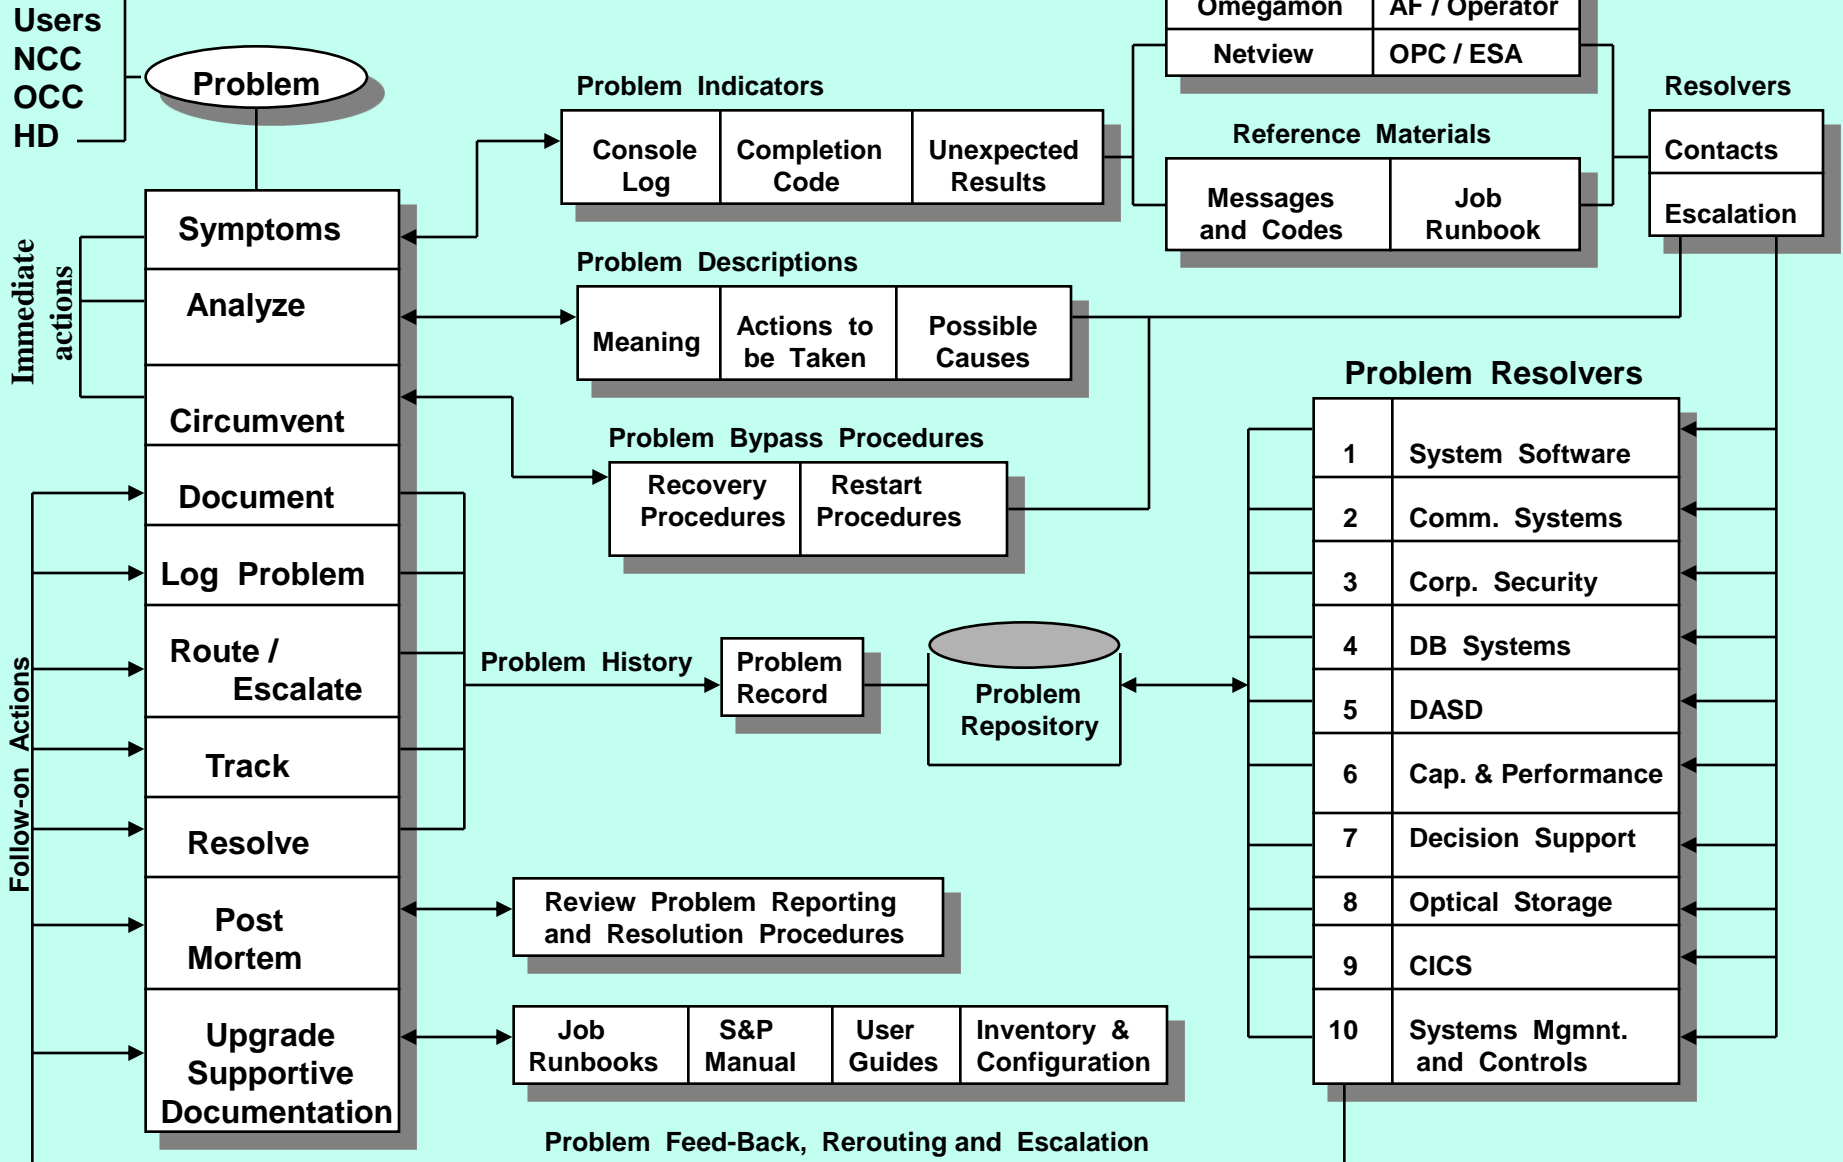 Users
NCC
OCC
HD
Problem
Omegamon
AF / Operator
Netview
OPC / ESA
Problem Indicators
Console
Log
Completion
Code
Unexpected
Results
Reference Materials
Messages
and Codes
Job
Runbook
Resolvers
Contacts
Escalation
Immediate
actions
Symptoms
Analyze
Circumvent
Problem Descriptions
Meaning
Actions to
be Taken
Possible
Causes
Problem Bypass Procedures
Recovery
Procedures
Restart
Procedures
Follow-on Actions
Document
Log Problem
Route /
Escalate
Track
Resolve
Post
Mortem
Upgrade
Supportive
Documentation
Problem History
Problem
Record
Problem
Repository
Problem Resolvers
1 System Software
2 Comm. Systems
3 Corp. Security
4 DB Systems
5 DASD
6 Cap. & Performance
7 Decision Support
8 Optical Storage
9 CICS
10 Systems Mgmnt.
and Controls
Review Problem Reporting
and Resolution Procedures
Job
Runbooks
S&P
Manual
User
Guides
Inventory &
Configuration
Problem Feed-Back, Rerouting and Escalation